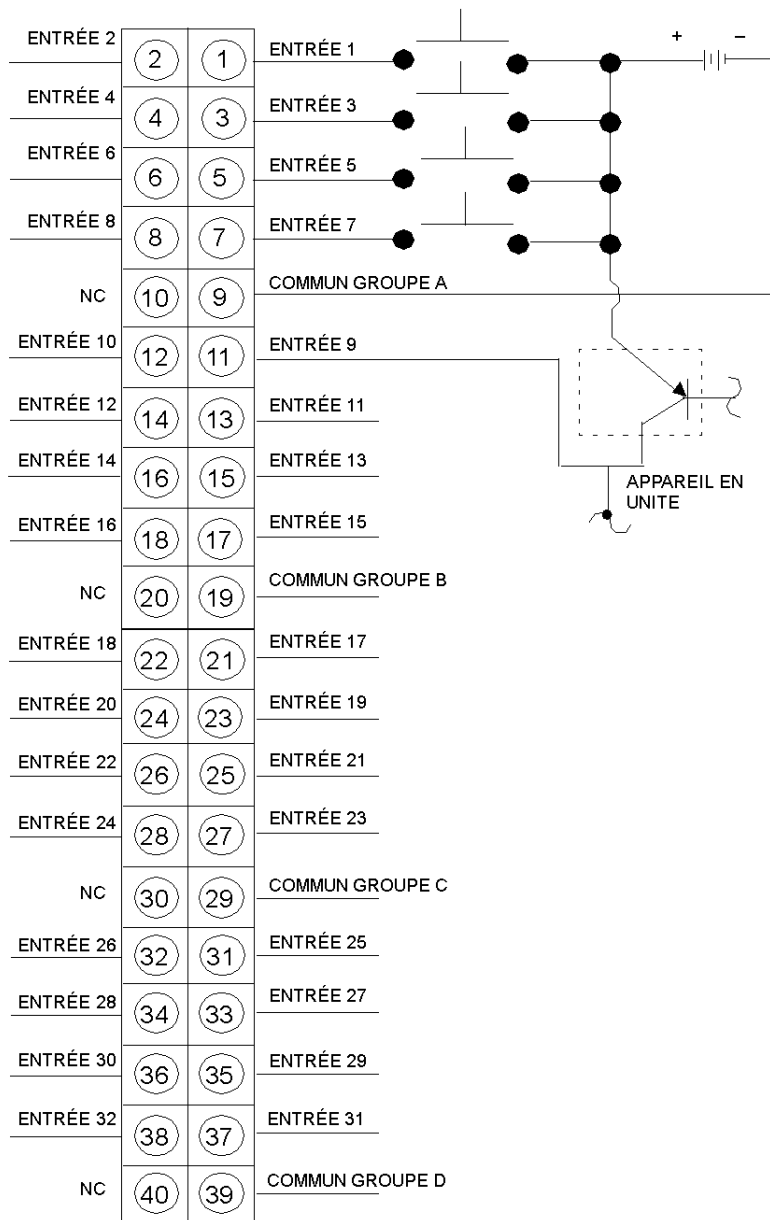 ENTRÉE 2 2 1 ENTRÉE 1 + −
ENTRÉE 4 4 3 ENTRÉE 3
ENTRÉE 6 6 5 ENTRÉE 5
ENTRÉE 8 8 7 ENTRÉE 7
NC 10 9 COMMUN GROUPE A
ENTRÉE 10 12 11 ENTRÉE 9
ENTRÉE 12 14 13 ENTRÉE 11
ENTRÉE 14 16 15 ENTRÉE 13
APPAREIL EN
UNITE
ENTRÉE 16 18 17 ENTRÉE 15
NC 20 19 COMMUN GROUPE B
ENTRÉE 18 22 21 ENTRÉE 17
ENTRÉE 20 24 23 ENTRÉE 19
ENTRÉE 22 26 25 ENTRÉE 21
ENTRÉE 24 28 27 ENTRÉE 23
NC 30 29 COMMUN GROUPE C
ENTRÉE 26 32 31 ENTRÉE 25
ENTRÉE 28 34 33 ENTRÉE 27
ENTRÉE 30 36 35 ENTRÉE 29
ENTRÉE 32 38 37 ENTRÉE 31
NC 40 39 COMMUN GROUPE D